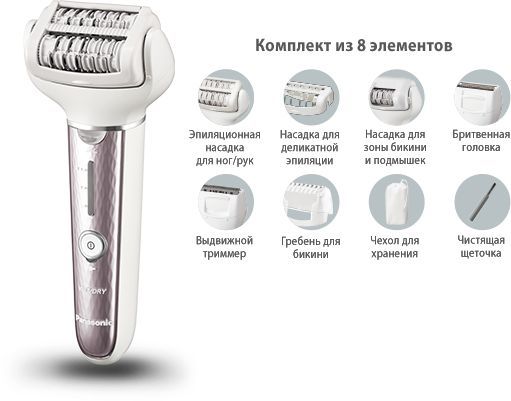 Комплект из 8 элементов
Эпиляционная
насадка
для ног/рук
Насадка для
деликатной
эпиляции
Насадка для
зоны бикини
и подмышек
Бритвенная
головка
Выдвижной
триммер
Гребень для
бикини
Чехол для
хранения
Чистящая
щеточка
Panasonic